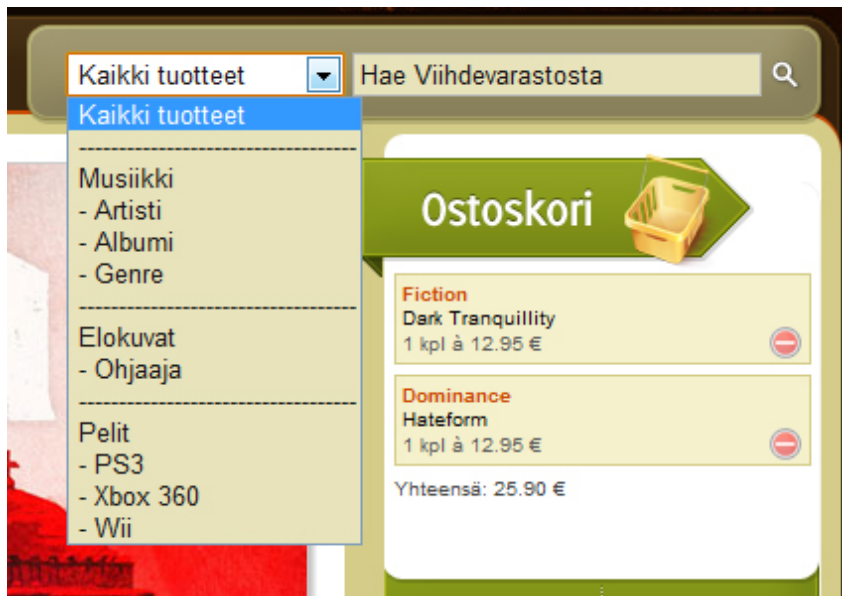 Kaikki tuotteet
Hae Viihdevarastosta
Kaikki tuotteet
--------------------------------
Musiikki
- Artisti
- Albumi
- Genre
--------------------------------
Elokuvat
- Ohjaaja
--------------------------------
Pelit
- PS3
- Xbox 360
- Wii
Ostoskori
Fiction
Dark Tranquillity
1 kpl à 12.95 €
Dominance
Hateform
1 kpl à 12.95 €
Yhteensä: 25.90 €